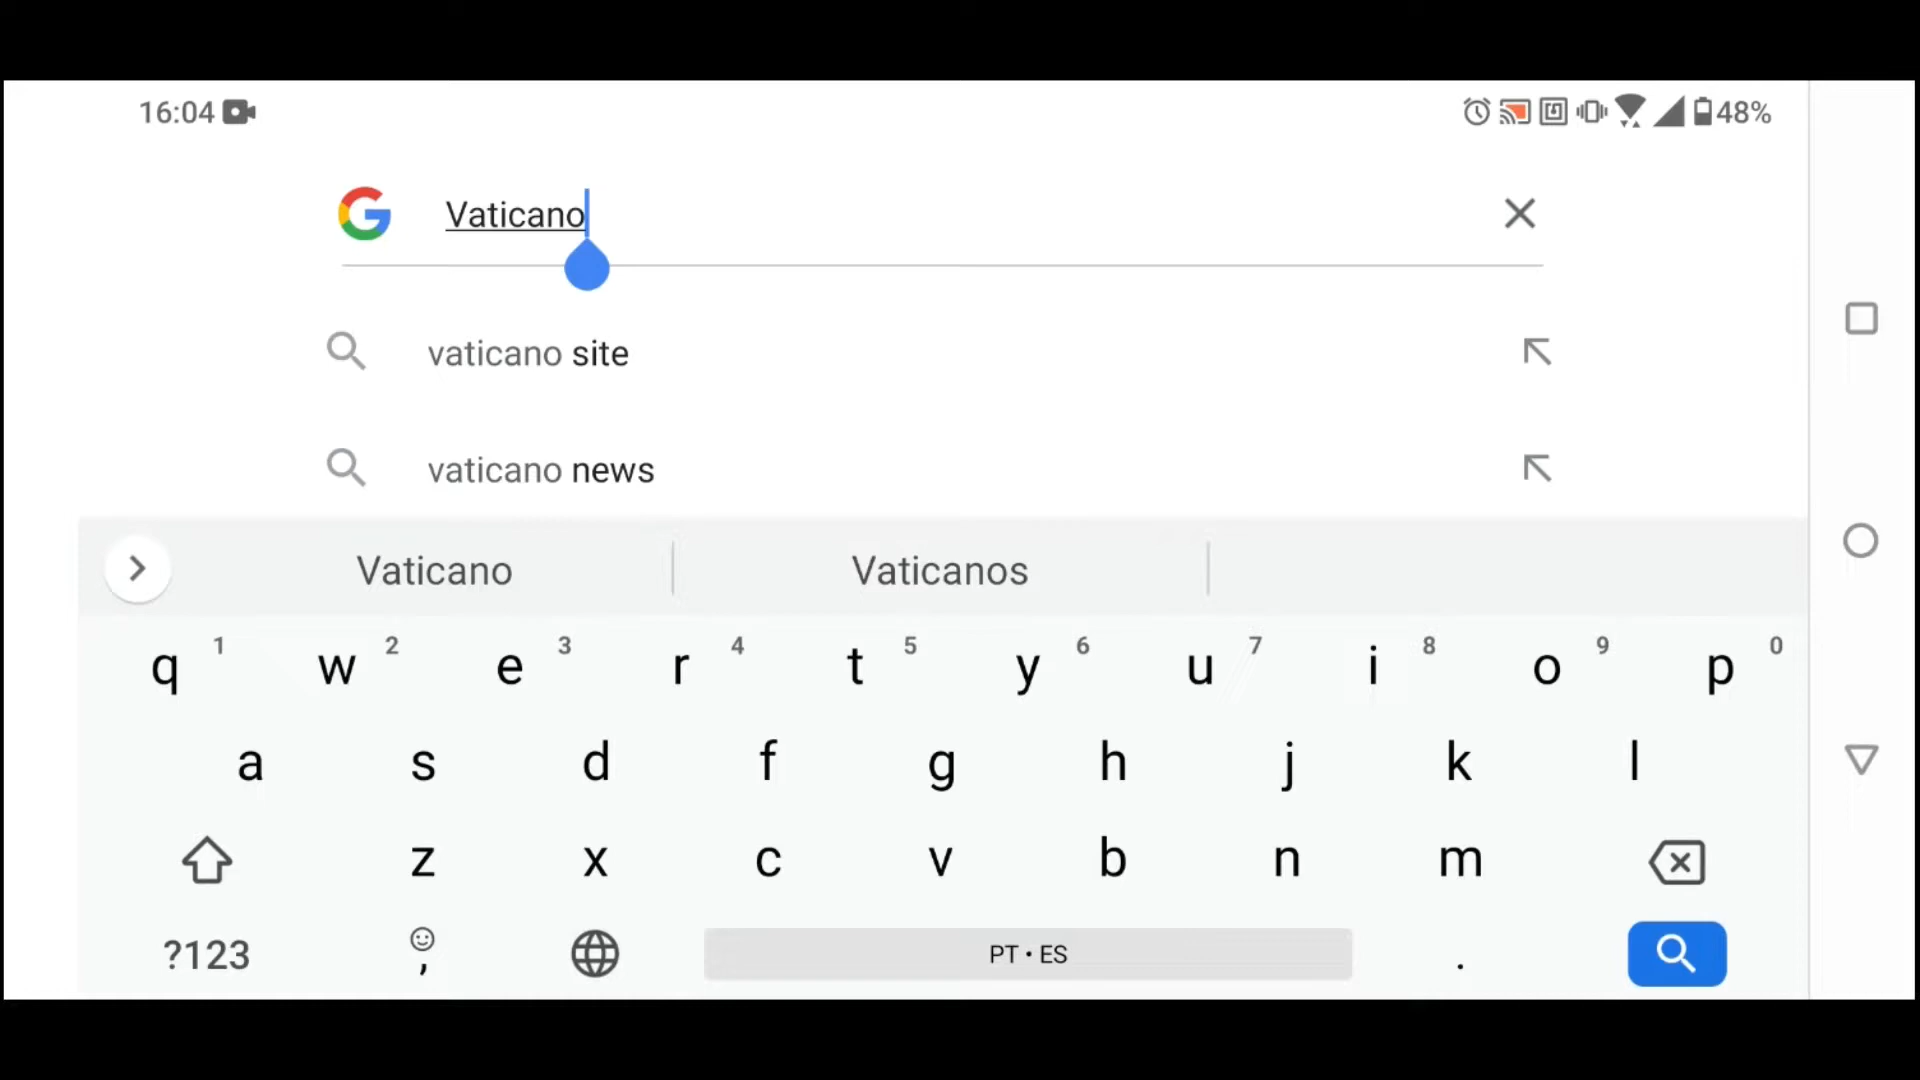 16:04 48%
Vaticano
vaticano site
vaticano news
Vaticano Vaticanos
q 1 w 2 e 3 r 4 t 5 y 6 u 7 i 8 o 9 p 0
a s d f g h j k l
z x c v b n m
?123 , PT • ES .